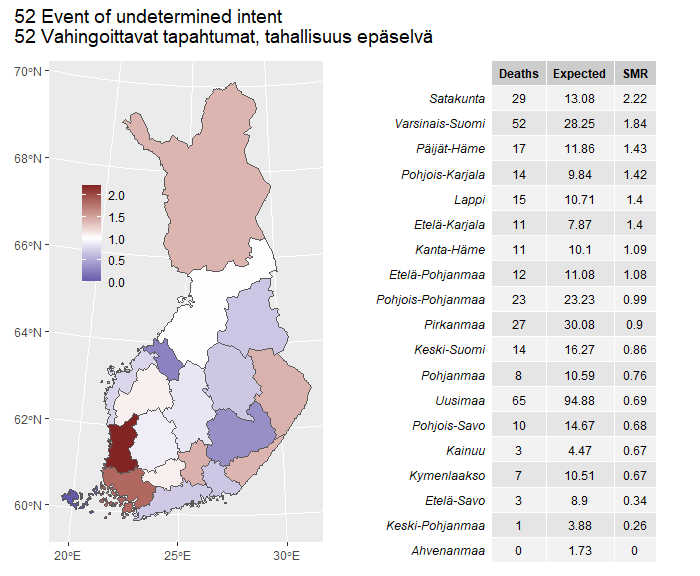 52 Event of undetermined intent
52 Vahingoittavat tapahtumat, tahallisuus epäselvä
70°N
68°N
66°N
64°N
62°N
60°N
20°E 25°E 30°E
2.0
1.5
1.0
0.5
0.0
Deaths Expected SMR
Satakunta 29 13.08 2.22
Varsinais-Suomi 52 28.25 1.84
Päijät-Häme 17 11.86 1.43
Pohjois-Karjala 14 9.84 1.42
Lappi 15 10.71 1.4
Etelä-Karjala 11 7.87 1.4
Kanta-Häme 11 10.1 1.09
Etelä-Pohjanmaa 12 11.08 1.08
Pohjois-Pohjanmaa 23 23.23 0.99
Pirkanmaa 27 30.08 0.9
Keski-Suomi 14 16.27 0.86
Pohjanmaa 8 10.59 0.76
Uusimaa 65 94.88 0.69
Pohjois-Savo 10 14.67 0.68
Kainuu 3 4.47 0.67
Kymenlaakso 7 10.51 0.67
Etelä-Savo 3 8.9 0.34
Keski-Pohjanmaa 1 3.88 0.26
Ahvenanmaa 0 1.73 0